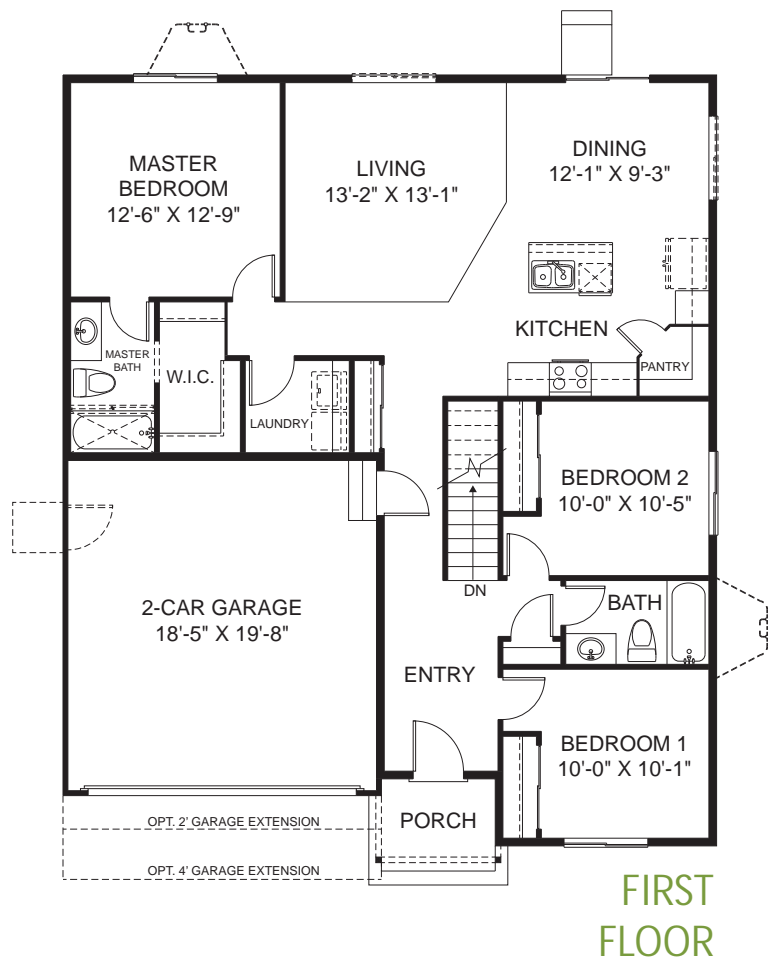 MASTER
BEDROOM
12'-6" X 12'-9"
LIVING
13'-2" X 13'-1"
DINING
12'-1" X 9'-3"
KITCHEN
PANTRY
MASTER
BATH
W.I.C.
LAUNDRY
BEDROOM 2
10'-0" X 10'-5"
DN
BATH
2-CAR GARAGE
18'-5" X 19'-8"
ENTRY
BEDROOM 1
10'-0" X 10'-1"
PORCH
OPT. 2' GARAGE EXTENSION
OPT. 4' GARAGE EXTENSION
FIRST
FLOOR